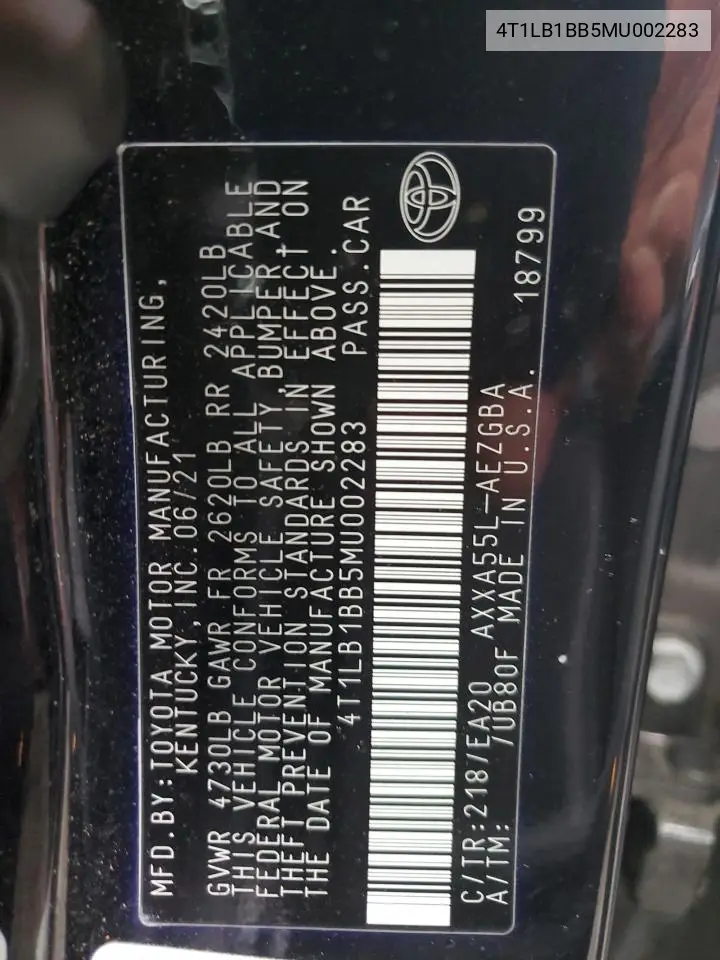 4T1LB1BB5MU002283
MFD.BY:TOYOTA MOTOR MANUFACTURING,
KENTUCKY,INC.06/21
GVWR 4730LB GAWR FR 2620LB RR 2420LB
THIS VEHICLE CONFORMS TO ALL APPLICABLE
FEDERAL MOTOR VEHICLE SAFETY, BUMPER AND
THEFT PREVENTION STANDARDS IN EFFECT ON
THE DATE OF MANUFACTURE SHOWN ABOVE.
4T1LB1BB5MU002283 PASS.CAR
C/TR:2187EA20 AXXA55L-AEZGBA
A/TM: /UB80F MADE IN U.S.A. 18799